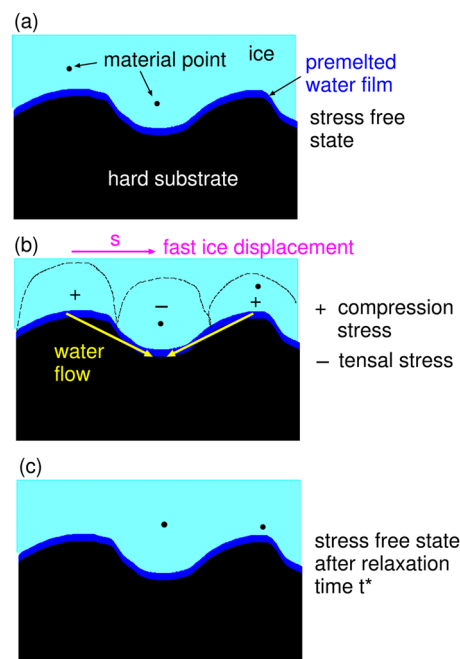 (a)
material point
ice
premelted
water film
stress free
state
hard substrate
(b)
s
fast ice displacement
+
−
+
+ compression
stress
− tensal stress
water
flow
(c)
stress free state
after relaxation
time t*